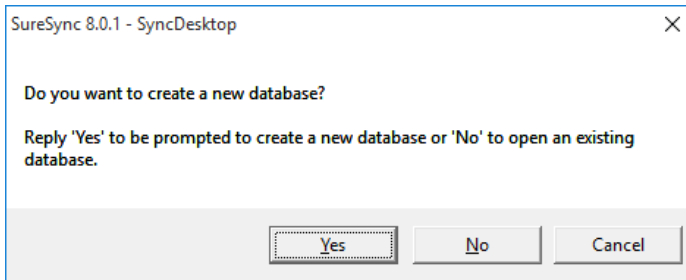 SureSync 8.0.1 - SyncDesktop
Do you want to create a new database?
Reply 'Yes' to be prompted to create a new database or 'No' to open an existing
database.
Yes
No
Cancel